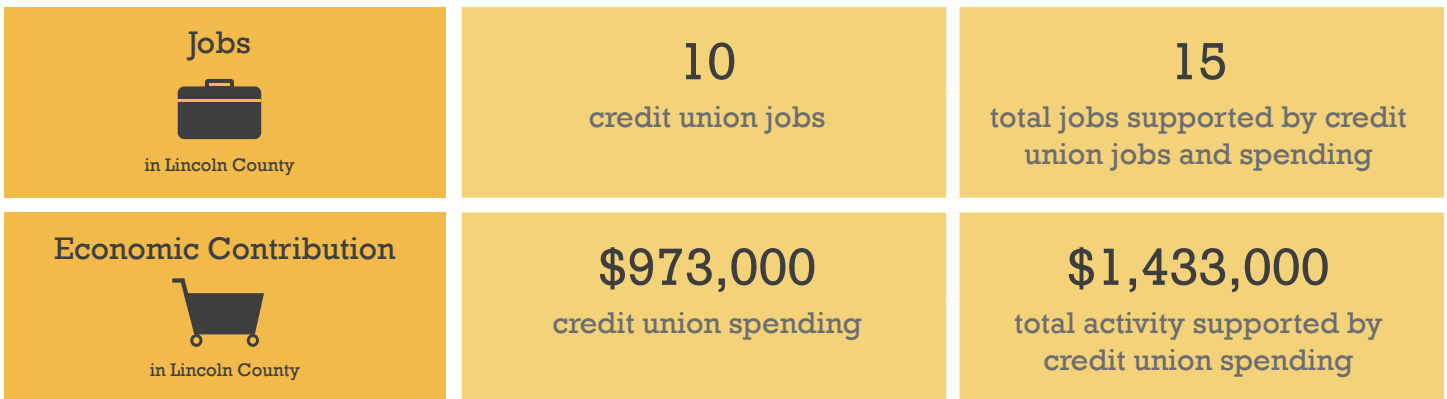 Jobs
in Lincoln County
10
credit union jobs
15
total jobs supported by credit
union jobs and spending
Economic Contribution
in Lincoln County
$973,000
credit union spending
$1,433,000
total activity supported by
credit union spending